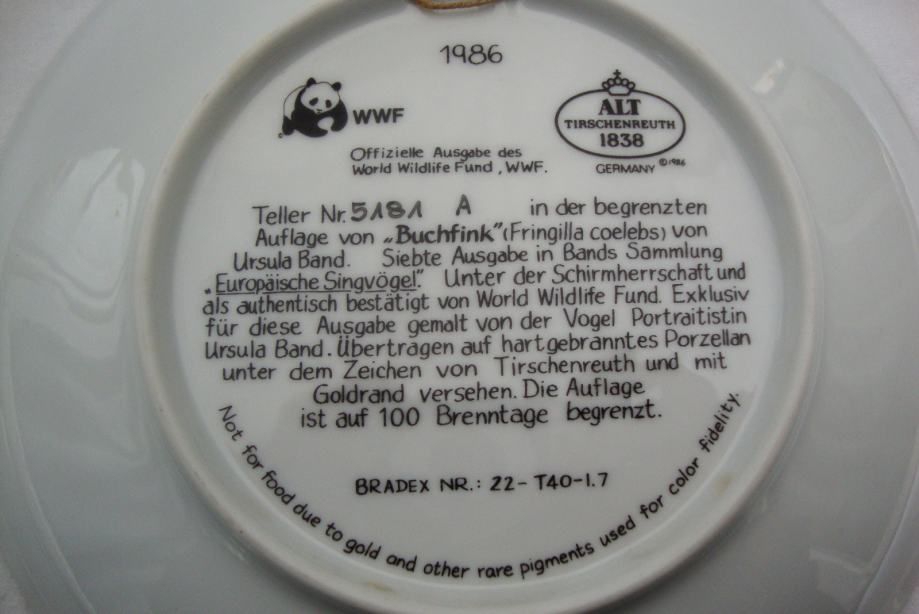 1986
WWF
ALT
TIRSCHENREUTH
1838
GERMANY © 1986
Offizielle Ausgabe des
World Wildlife Fund, WWF.
Teller Nr. 5181 A in der begrenzten
Auflage von „Buchfink" (Fringilla coelebs) von
Ursula Band. Siebte Ausgabe in Bands Sammlung
„Europäische Singvögel". Unter der Schirmherrschaft und
als authentisch bestätigt von World Wildlife Fund. Exklusiv
für diese Ausgabe gemalt von der Vogel Portraitistin
Ursula Band. Übertragen auf hartgebranntes Porzellan
unter dem Zeichen von Tirschenreuth und mit
Goldrand versehen. Die Auflage
ist auf 100 Brenntage begrenzt.
BRADEX NR.: 22-T40-1.7
Not for food due to gold and other rare pigments used for color fidelity.